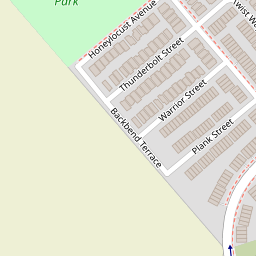 Park
Honeylocust Avenue
Thunderbolt Street
Warrior Street
Backbend Terrace
Plank Street